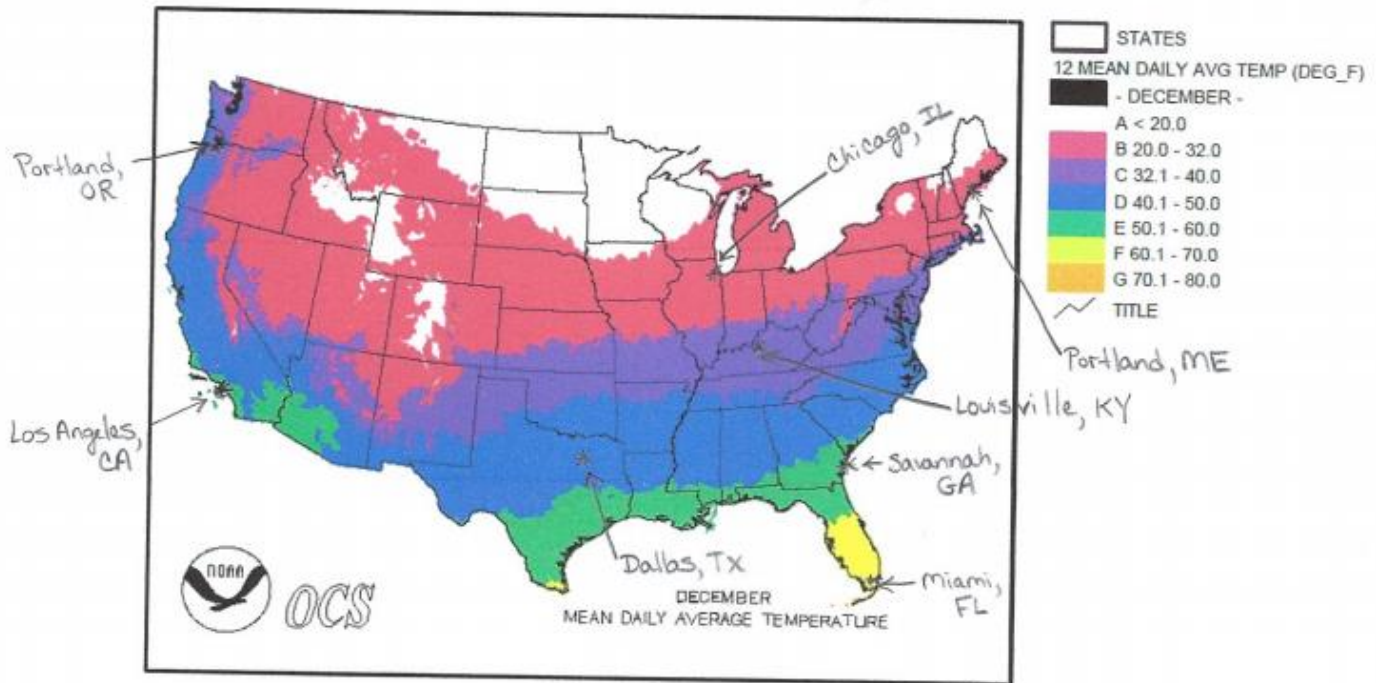 STATES
12 MEAN DAILY AVG TEMP (DEG_F)
- DECEMBER -
A < 20.0
B 20.0 - 32.0
C 32.1 - 40.0
D 40.1 - 50.0
E 50.1 - 60.0
F 60.1 - 70.0
G 70.1 - 80.0
TITLE
Portland,
OR
Chicago, IL
Portland, ME
Louisville, KY
Los Angeles,
CA
Savannah,
GA
Dallas, TX
Miami,
FL
NOAA
OCS
DECEMBER
MEAN DAILY AVERAGE TEMPERATURE